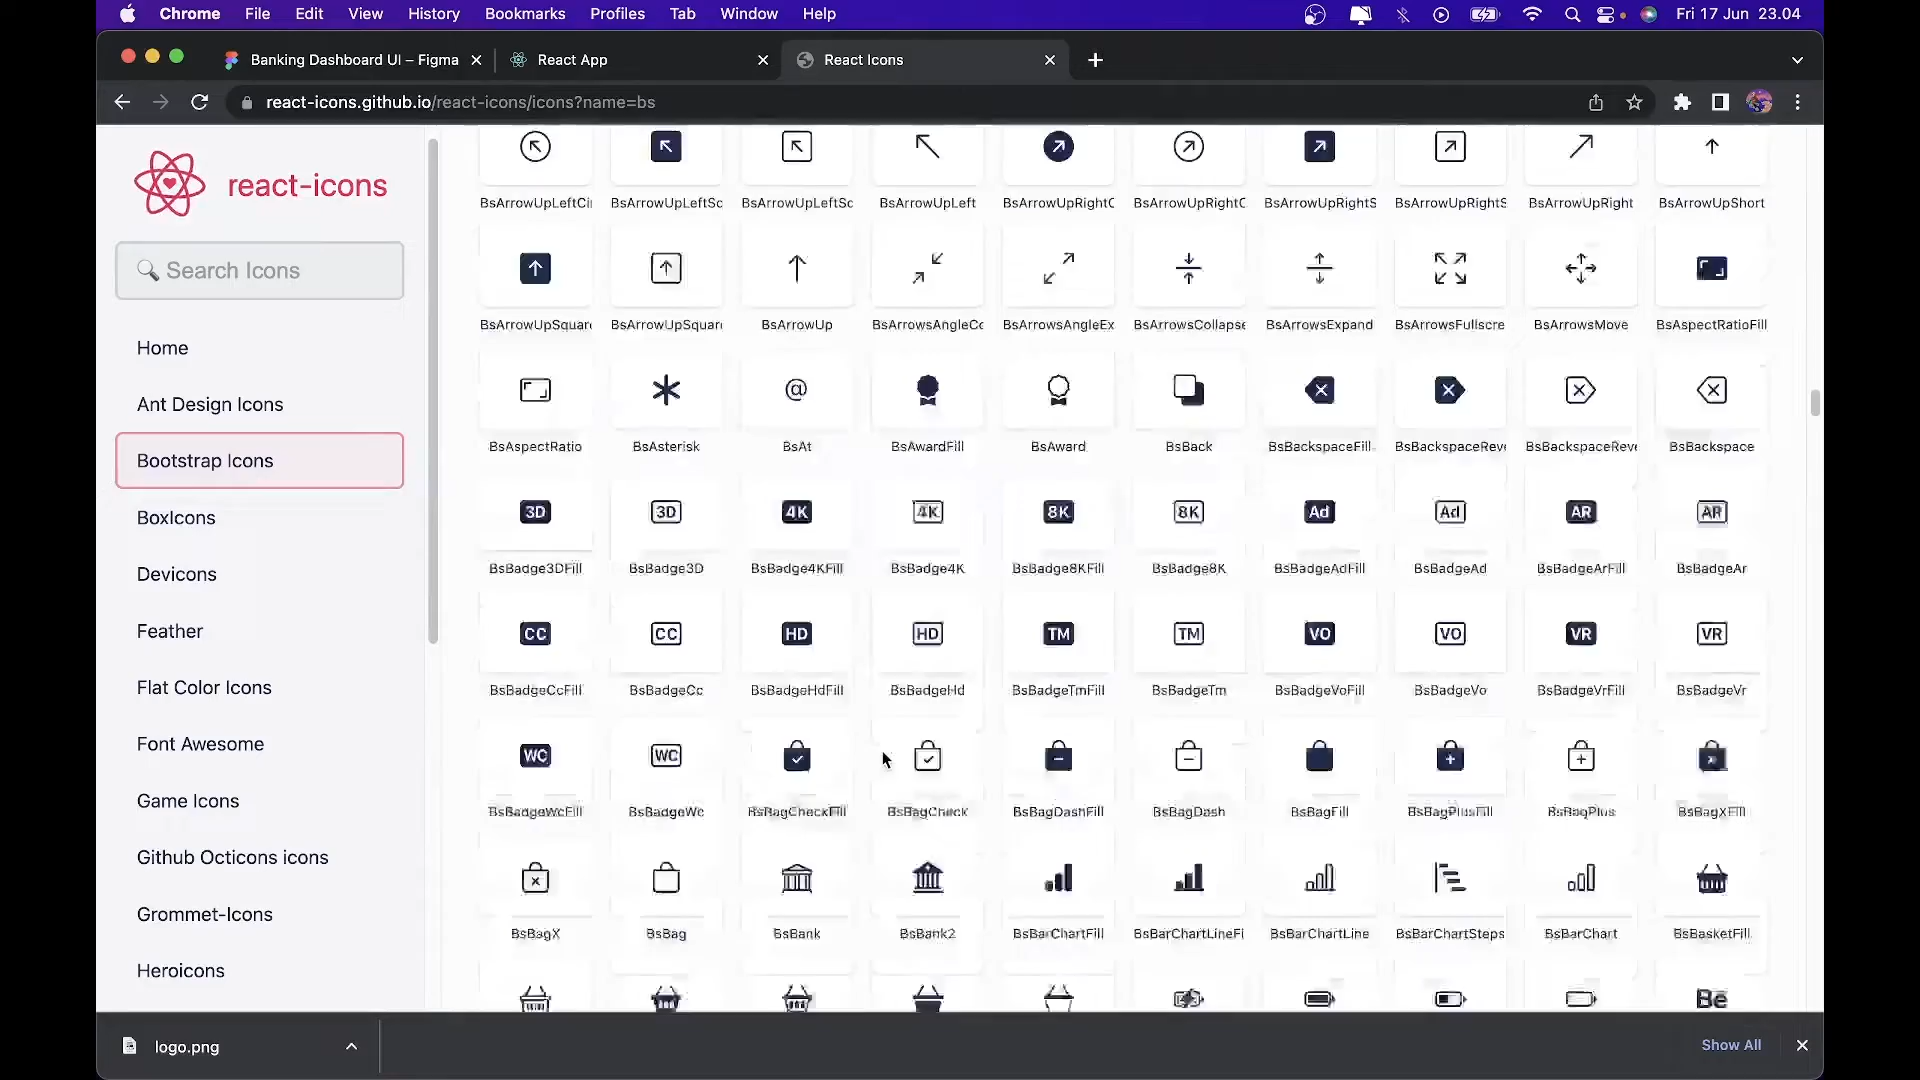 Chrome File Edit View History Bookmarks Profiles Tab Window Help Fri 17 Jun 23.04
Banking Dashboard UI – Figma React App React Icons
react-icons.github.io/react-icons/icons?name=bs
react-icons
Search Icons
Home
Ant Design Icons
Bootstrap Icons
BoxIcons
Devicons
Feather
Flat Color Icons
Font Awesome
Game Icons
Github Octicons icons
Grommet-Icons
Heroicons
BsArrowUpLeftCi BsArrowUpLeftSc BsArrowUpLeftSc BsArrowUpLeft BsArrowUpRightC BsArrowUpRightC BsArrowUpRightS BsArrowUpRightS BsArrowUpRight BsArrowUpShort
BsArrowUpSquar BsArrowUpSquar BsArrowUp BsArrowsAngleCo BsArrowsAngleEx BsArrowsCollapse BsArrowsExpand BsArrowsFullscre BsArrowsMove BsAspectRatioFill
@
BsAspectRatio BsAsterisk BsAt BsAwardFill BsAward BsBack BsBackspaceFill BsBackspaceReve BsBackspaceReve BsBackspace
3D 3D 4K 4K 8K 8K Ad Ad AR AR
BsBadge3DFill BsBadge3D BsBadge4KFill BsBadge4K BsBadge8KFill BsBadge8K BsBadgeAdFill BsBadgeAd BsBadgeArFill BsBadgeAr
CC CC HD HD TM TM VO VO VR VR
BsBadgeCcFill BsBadgeCc BsBadgeHdFill BsBadgeHd BsBadgeTmFill BsBadgeTm BsBadgeVoFill BsBadgeVo BsBadgeVrFill BsBadgeVr
WC WC
BsBadgeWcFill BsBadgeWc BsBagCheckFill BsBagCheck BsBagDashFill BsBagDash BsBagFill BsBagPlusFill BsBagPlus BsBagXFill
BsBagX BsBag BsBank BsBank2 BsBarChartFill BsBarChartLineFi BsBarChartLine BsBarChartSteps BsBarChart BsBasketFill
Be
logo.png Show All